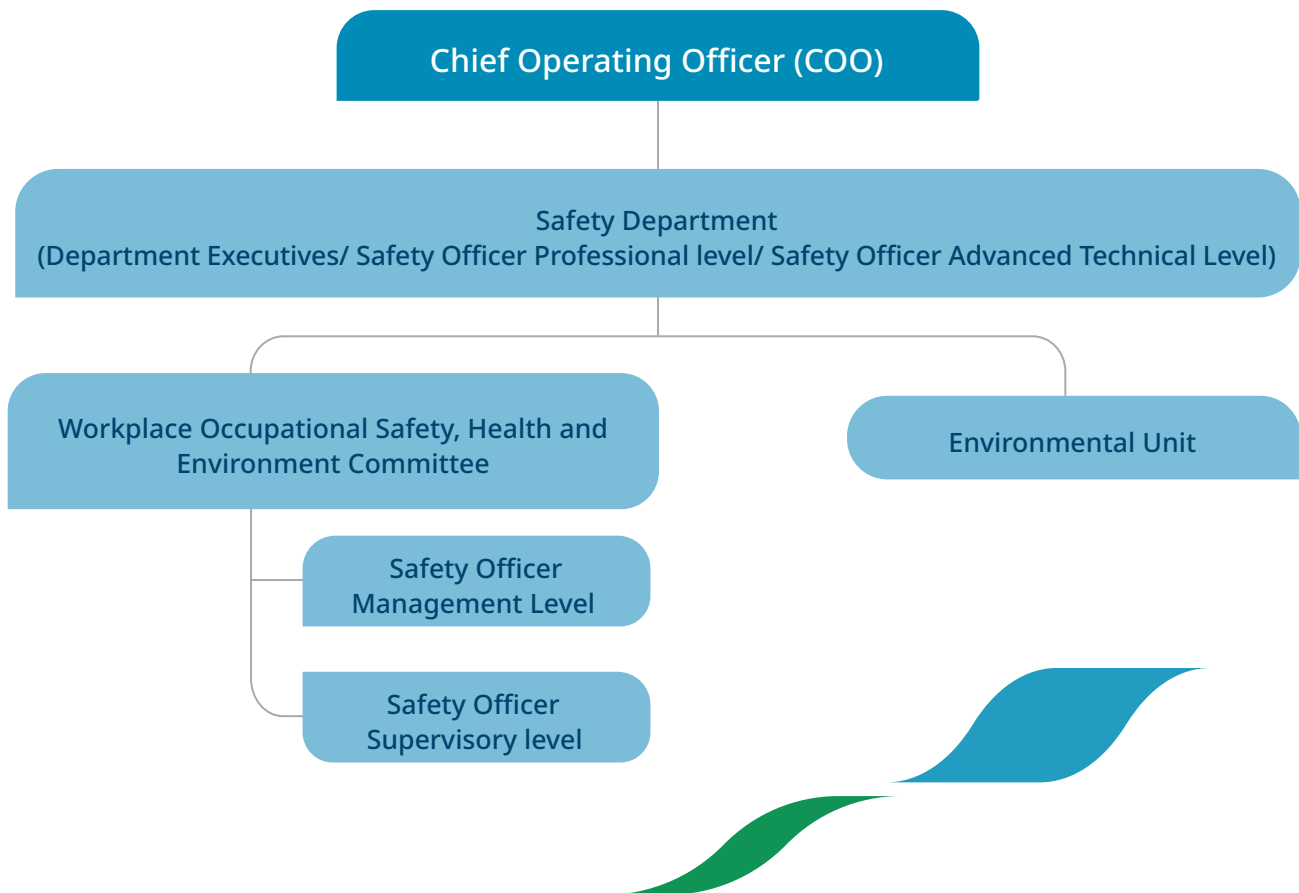 Chief Operating Officer (COO)
Safety Department
(Department Executives/ Safety Officer Professional level/ Safety Officer Advanced Technical Level)
Workplace Occupational Safety, Health and
Environment Committee
Environmental Unit
Safety Officer
Management Level
Safety Officer
Supervisory level